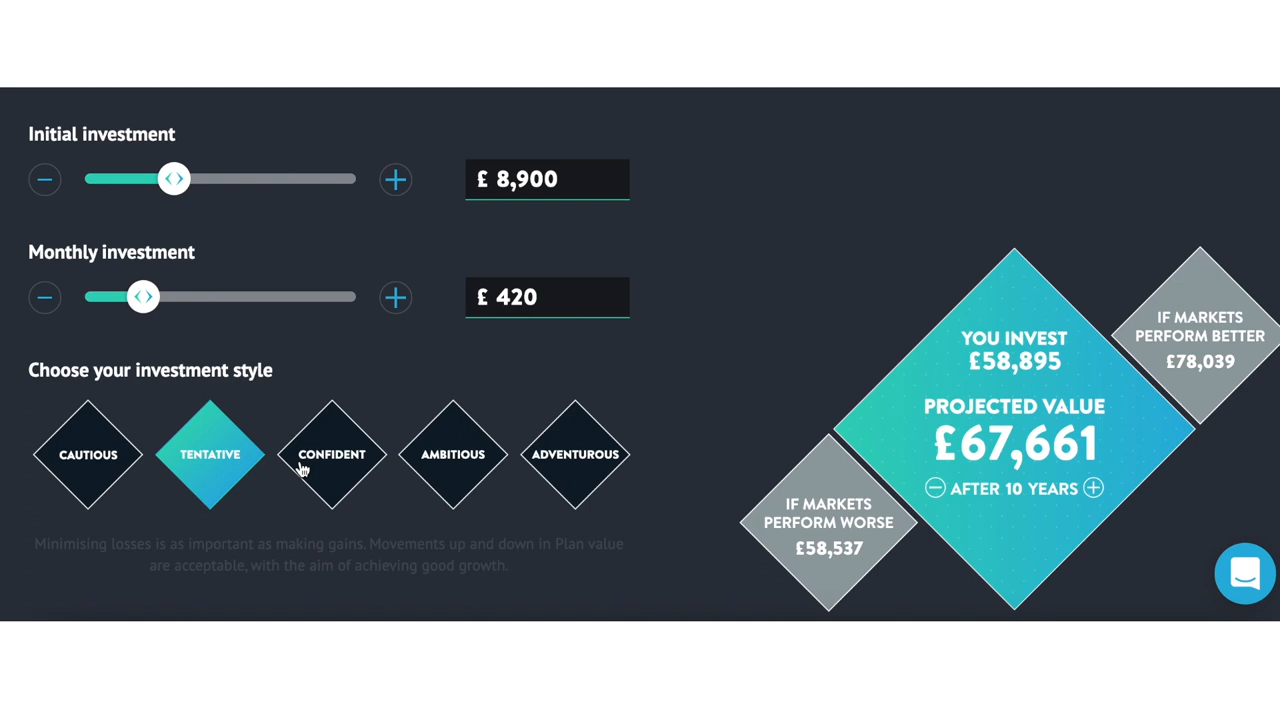 Initial investment
£ 8,900
Monthly investment
£ 420
Choose your investment style
CAUTIOUS
TENTATIVE
CONFIDENT
AMBITIOUS
ADVENTUROUS
Minimising losses is as important as making gains. Movements up and down in Plan value
are acceptable, with the aim of achieving good growth.
YOU INVEST
£58,895
PROJECTED VALUE
£67,661
AFTER 10 YEARS
IF MARKETS
PERFORM BETTER
£78,039
IF MARKETS
PERFORM WORSE
£58,537